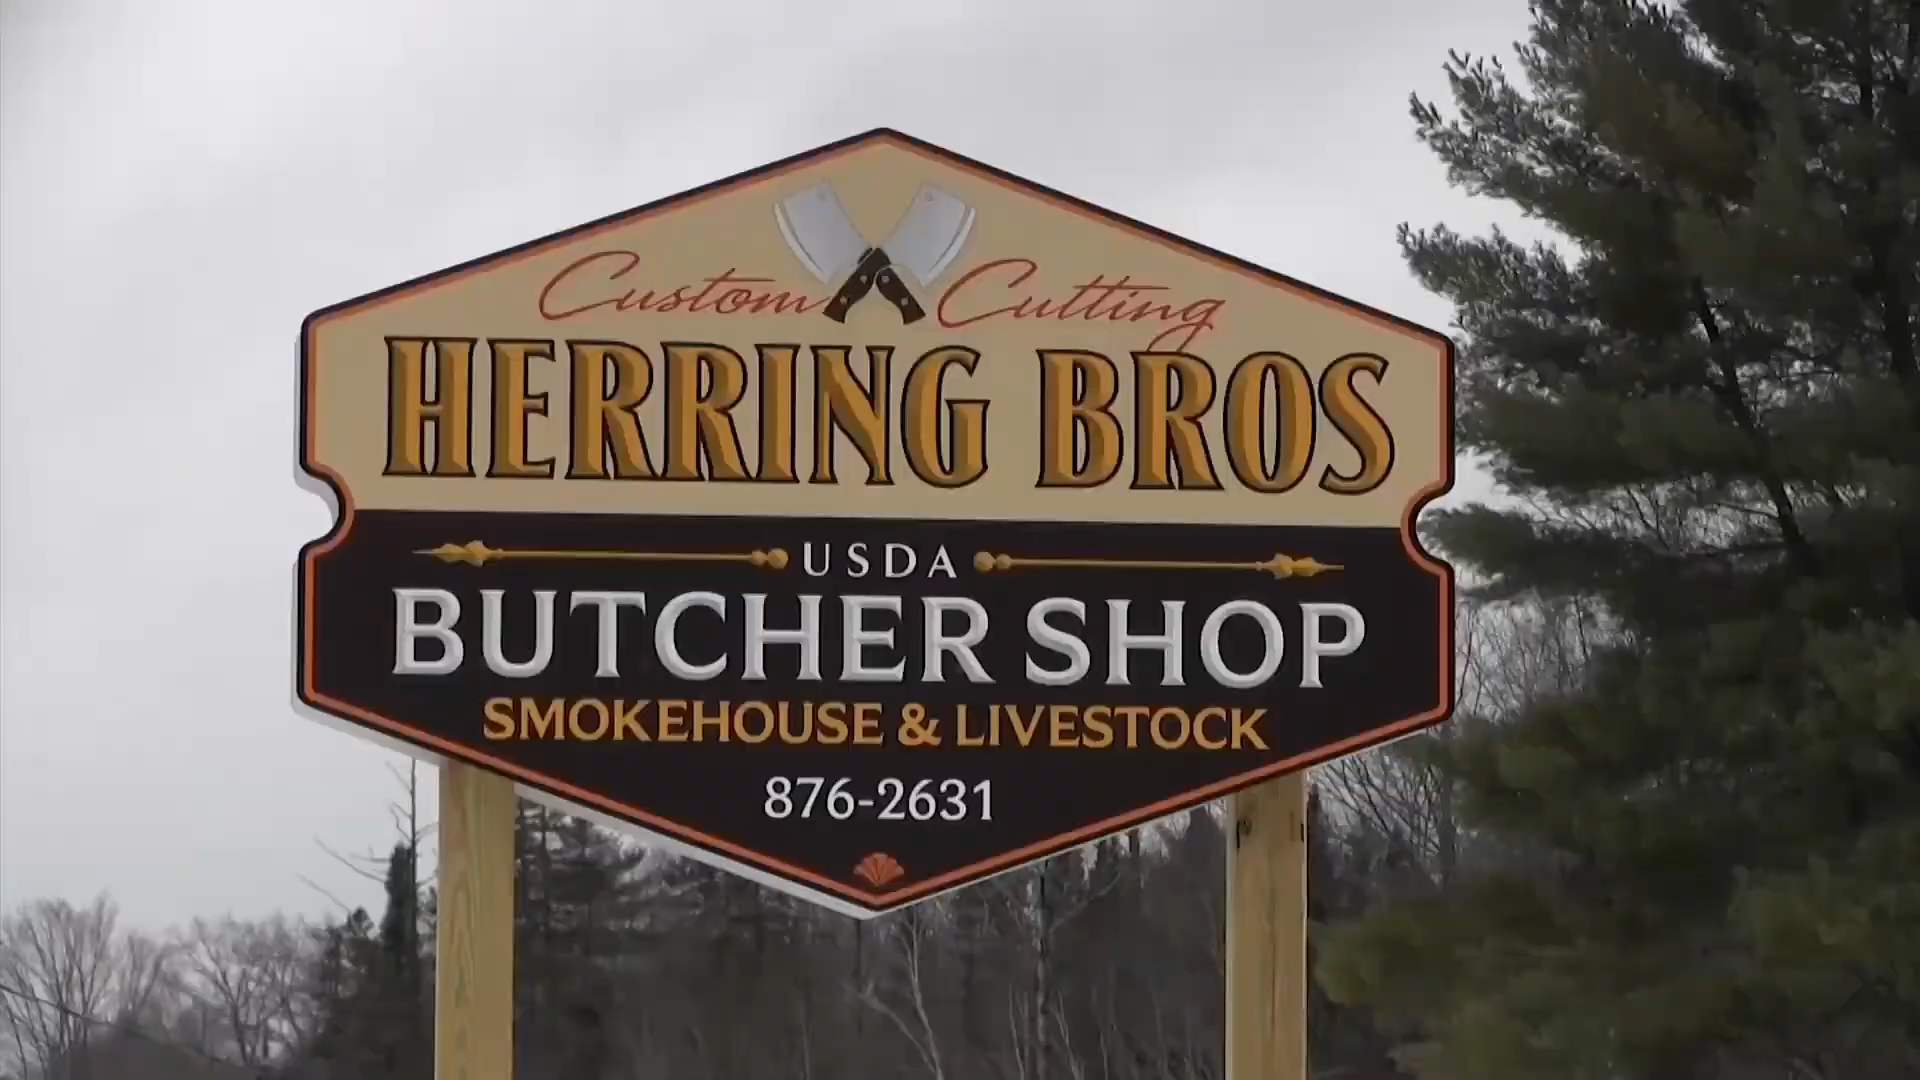 Custom Cutting
HERRING BROS
USDA
BUTCHER SHOP
SMOKEHOUSE & LIVESTOCK
876-2631